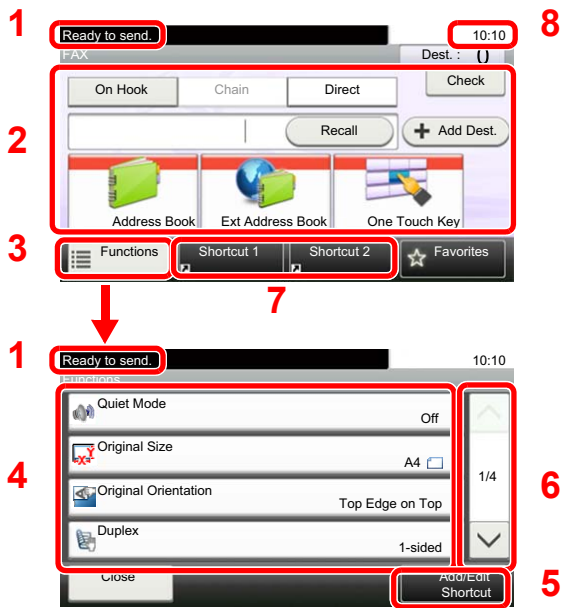 1 Ready to send. 10:10 8
FAX Dest. : ( )
On Hook Chain Direct Check
2 Recall + Add Dest.
Address Book Ext Address Book One Touch Key
3 Functions Shortcut 1 Shortcut 2 Favorites
7
1 Ready to send. 10:10
Functions
Quiet Mode
Off
Original Size
A4
4 Original Orientation 1/4 6
Top Edge on Top
Duplex
1-sided
Close Add/Edit 5
Shortcut